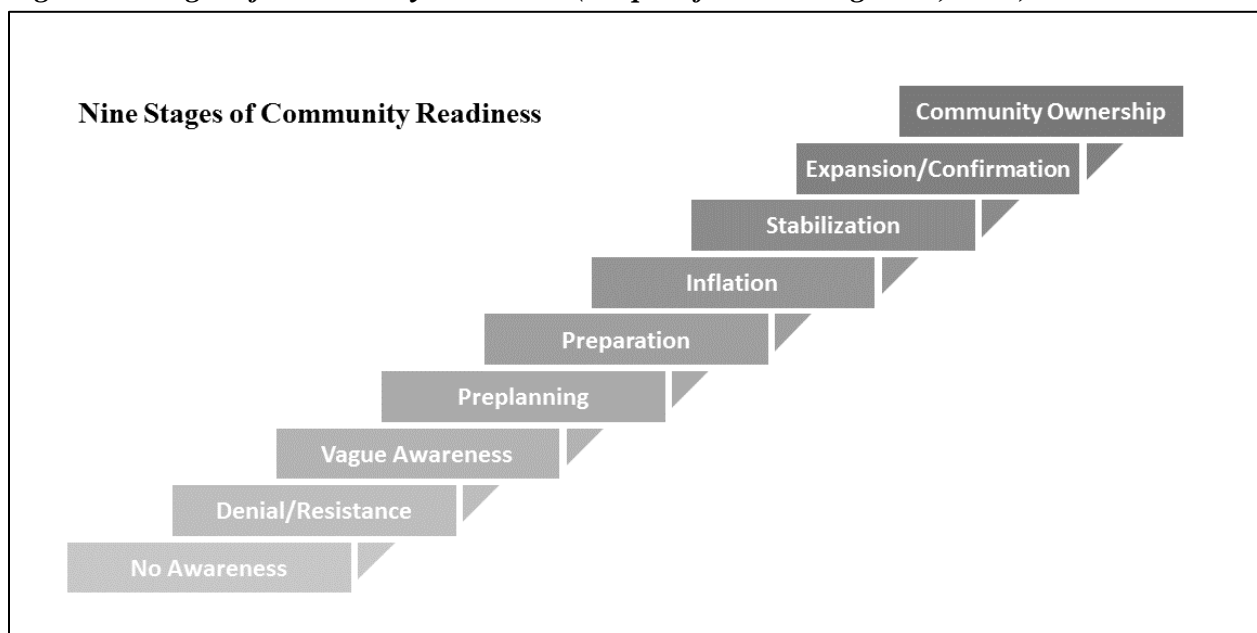 Nine Stages of Community Readiness
Community Ownership
Expansion/Confirmation
Stabilization
Inflation
Preparation
Preplanning
Vague Awareness
Denial/Resistance
No Awareness